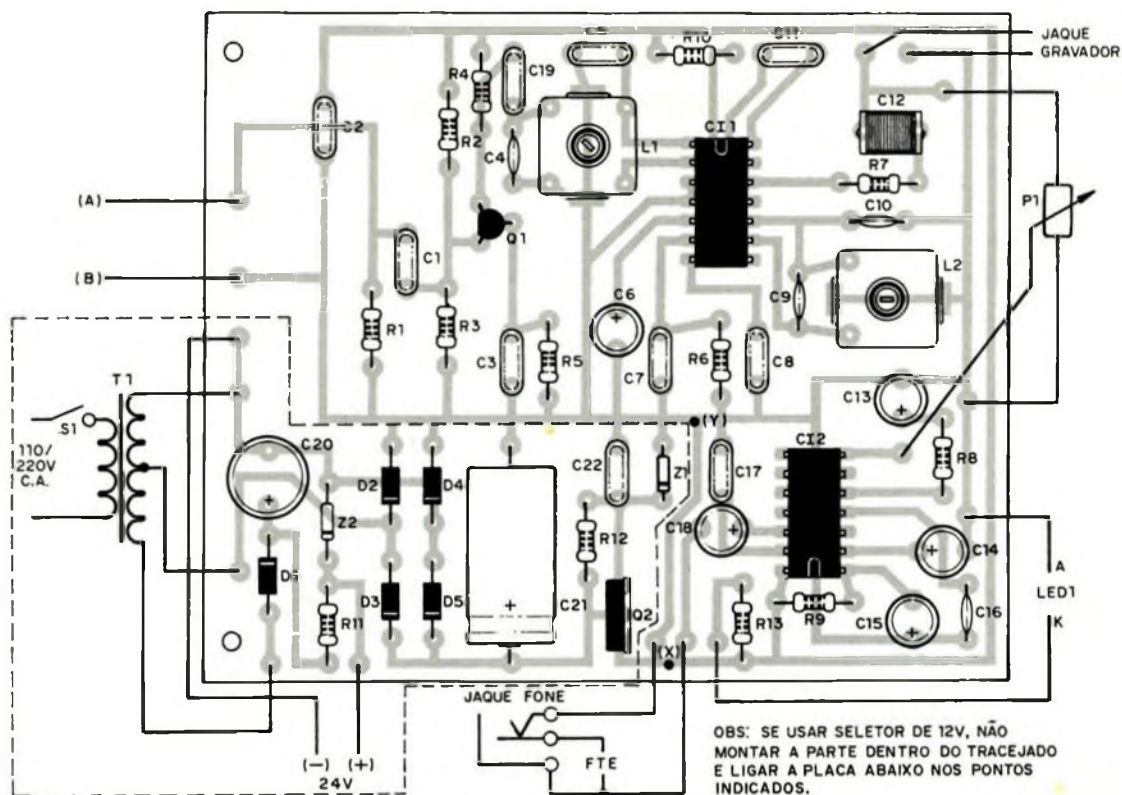 JAQUE
GRAVADOR
R10
C11
R4
C19
C12
C2
R2
C4
L1
CI1
R7
(A)
P1
C10
Q1
C1
L2
(B)
C6
C9
R1
R3
C3
R5
C7
R6
C8
T1
C13
(Y)
S1
CI2
C20
110/
220V
C.A.
R8
C22
Z1
C17
D2
D4
Z2
C18
R12
C14
A
LED1
K
D3
D5
C21
Q2
R13
R9
C15
C16
R11
(X)
JAQUE FONE
FTE
(-) (+)
24V
OBS: SE USAR SELETOR DE 12V, NÃO
MONTAR A PARTE DENTRO DO TRACEJADO
E LIGAR A PLACA ABAIXO NOS PONTOS
INDICADOS.